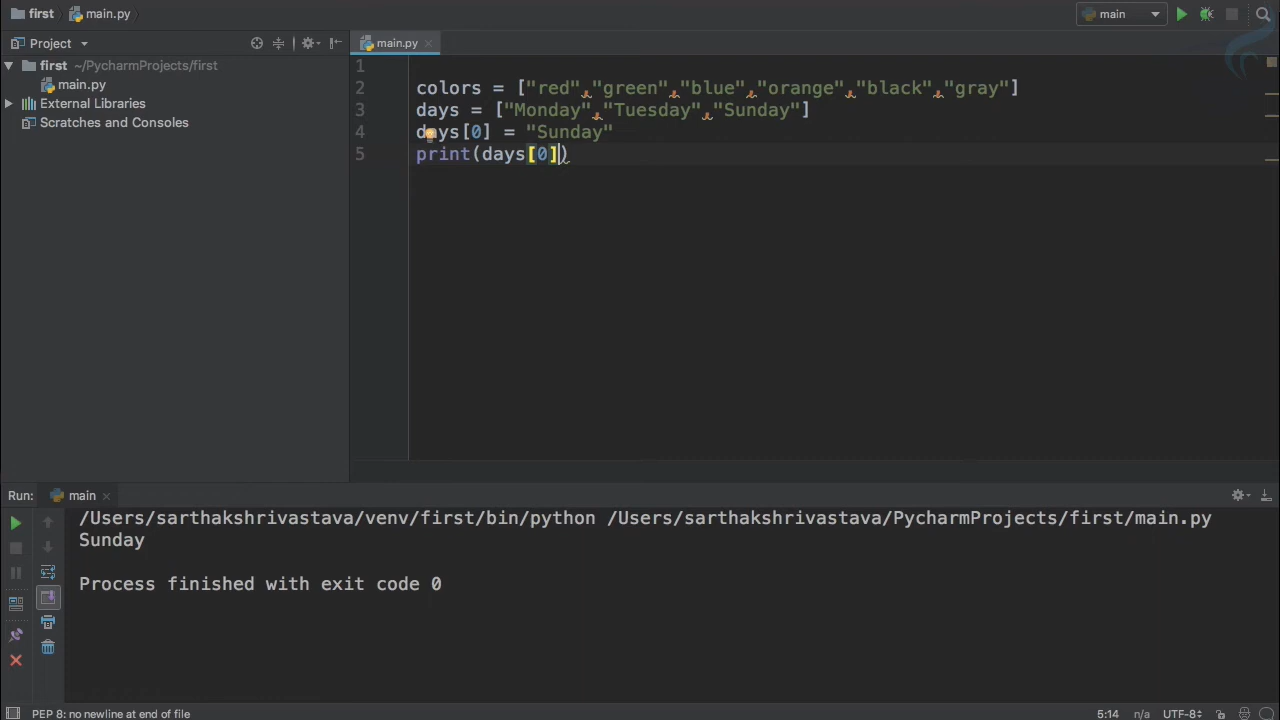 first main.py
main
Project
main.py
first ~/PycharmProjects/first
main.py
External Libraries
Scratches and Consoles
1
2 colors = ["red","green","blue","orange","black","gray"]
3 days = ["Monday","Tuesday","Sunday"]
4 days[0] = "Sunday"
5 print(days[0])
Run: main
/Users/sarthakshrivastava/venv/first/bin/python /Users/sarthakshrivastava/PycharmProjects/first/main.py
Sunday
Process finished with exit code 0
PEP 8: no newline at end of file 5:14 n/a UTF-8